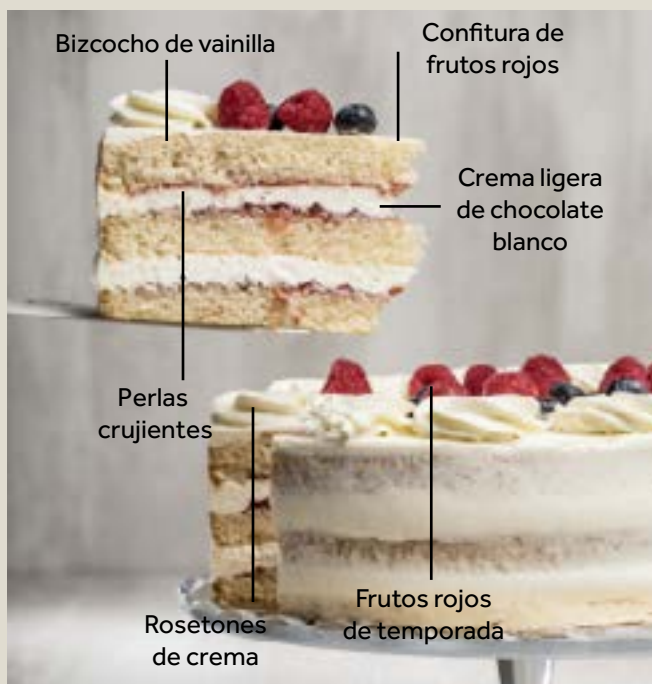 Bizcocho de vainilla
Confitura de
frutos rojos
Crema ligera
de chocolate
blanco
Perlas
crujientes
Frutos rojos
de temporada
Rosetones
de crema